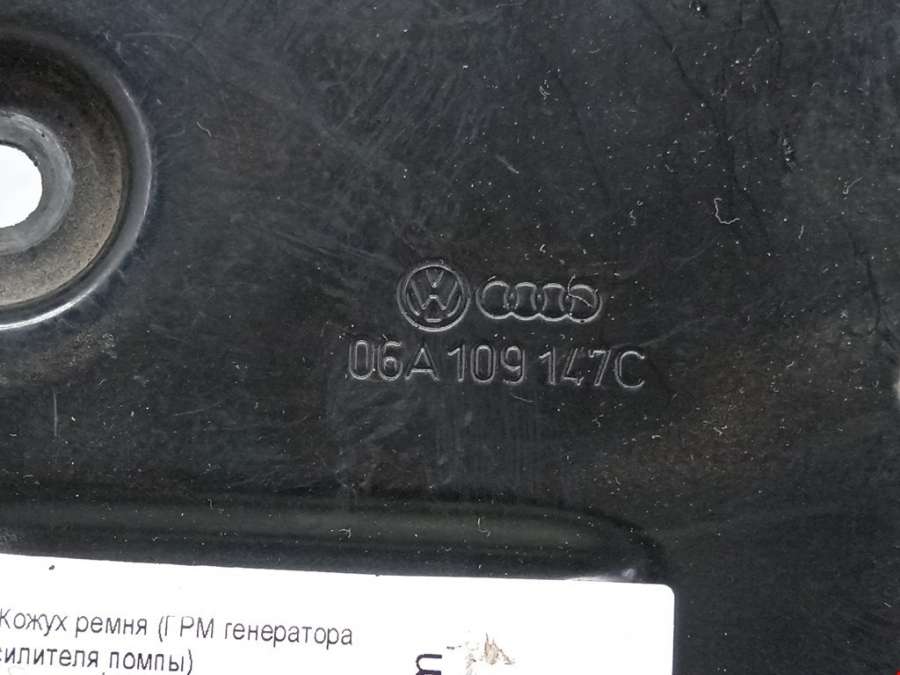 06A 109 147C
Кожух ремня (ГРМ генератора
силителя помпы)
m